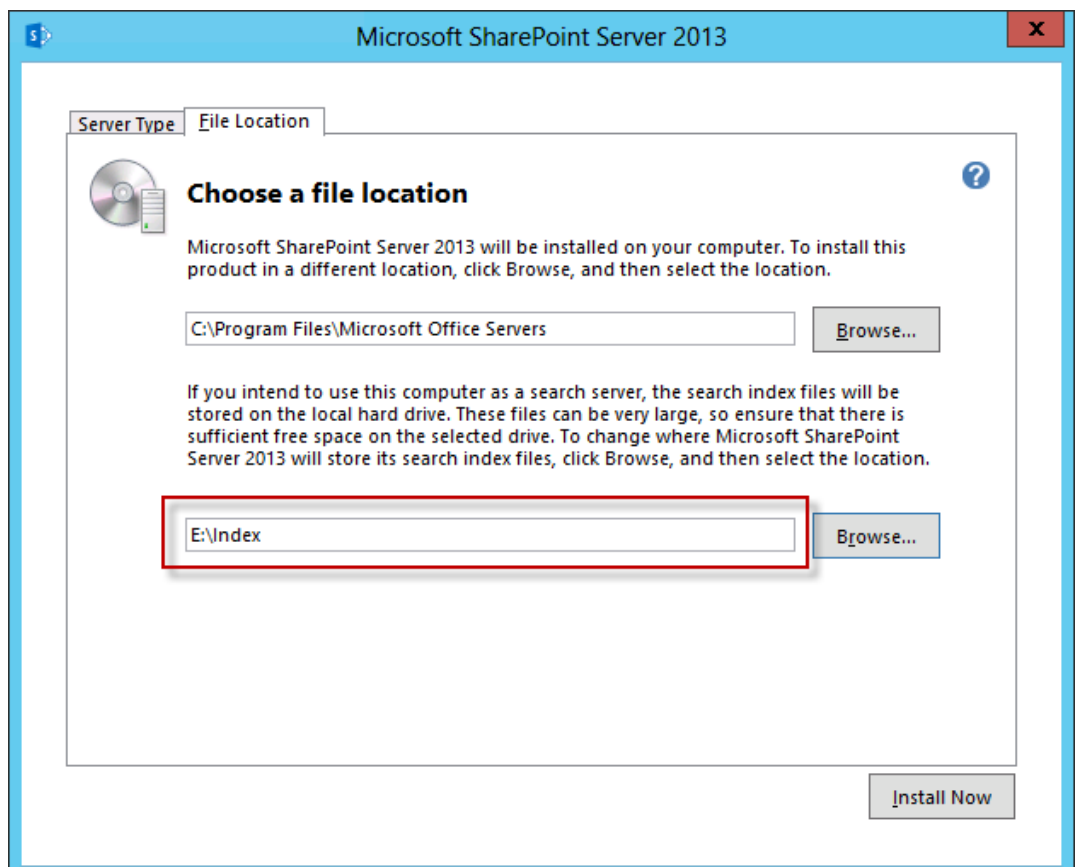 Microsoft SharePoint Server 2013
x
Server Type
File Location
Choose a file location
?
Microsoft SharePoint Server 2013 will be installed on your computer. To install this
product in a different location, click Browse, and then select the location.
C:\Program Files\Microsoft Office Servers
Browse...
If you intend to use this computer as a search server, the search index files will be
stored on the local hard drive. These files can be very large, so ensure that there is
sufficient free space on the selected drive. To change where Microsoft SharePoint
Server 2013 will store its search index files, click Browse, and then select the location.
E:\Index
Browse...
Install Now